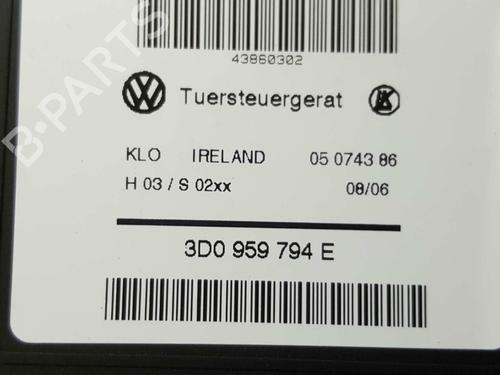 43860302
Tuersteuergerat
KLO IRELAND 05 0743 86
H 03 / S 02xx 08/06
3D0 959 794 E
B-PARTS